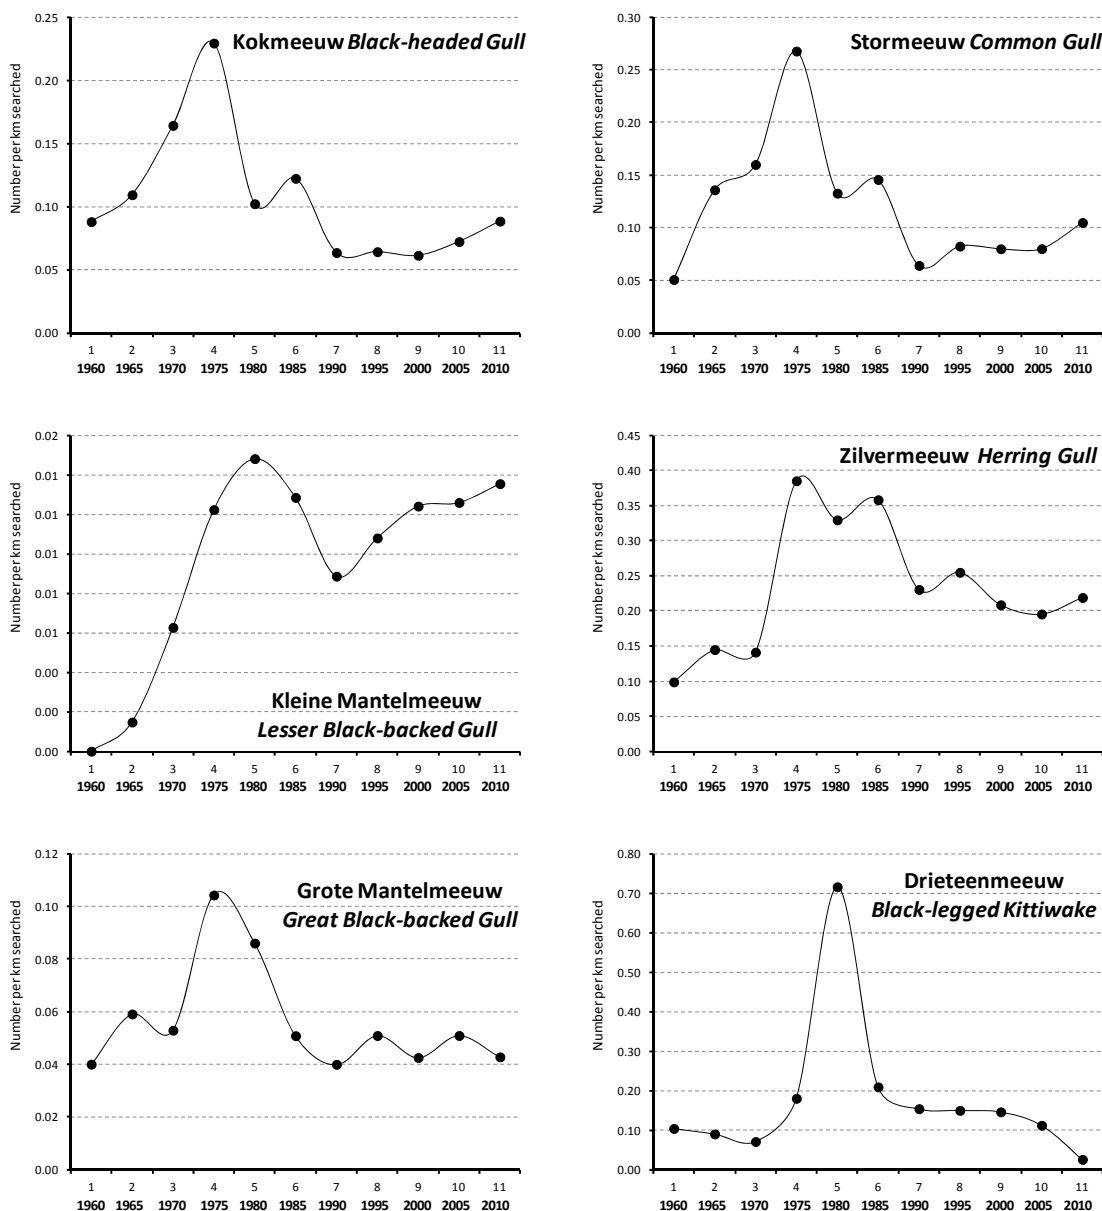 Kokmeeuw Black-headed Gull
Number per km searched
0.25
0.20
0.15
0.10
0.05
0.00
1 2 3 4 5 6 7 8 9 10 11
1960 1965 1970 1975 1980 1985 1990 1995 2000 2005 2010
Stormeeuw Common Gull
Number per km searched
0.30
0.25
0.20
0.15
0.10
0.05
0.00
1 2 3 4 5 6 7 8 9 10 11
1960 1965 1970 1975 1980 1985 1990 1995 2000 2005 2010
Number per km searched
0.02
0.01
0.01
0.01
0.01
0.01
0.00
0.00
0.00
Kleine Mantelmeeuw
Lesser Black-backed Gull
1 2 3 4 5 6 7 8 9 10 11
1960 1965 1970 1975 1980 1985 1990 1995 2000 2005 2010
Zilvermeeuw Herring Gull
Number per km searched
0.45
0.40
0.35
0.30
0.25
0.20
0.15
0.10
0.05
0.00
1 2 3 4 5 6 7 8 9 10 11
1960 1965 1970 1975 1980 1985 1990 1995 2000 2005 2010
Grote Mantelmeeuw
Great Black-backed Gull
Number per km searched
0.12
0.10
0.08
0.06
0.04
0.02
0.00
1 2 3 4 5 6 7 8 9 10 11
1960 1965 1970 1975 1980 1985 1990 1995 2000 2005 2010
Drieteenmeeuw
Black-legged Kittiwake
Number per km searched
0.80
0.70
0.60
0.50
0.40
0.30
0.20
0.10
0.00
1 2 3 4 5 6 7 8 9 10 11
1960 1965 1970 1975 1980 1985 1990 1995 2000 2005 2010